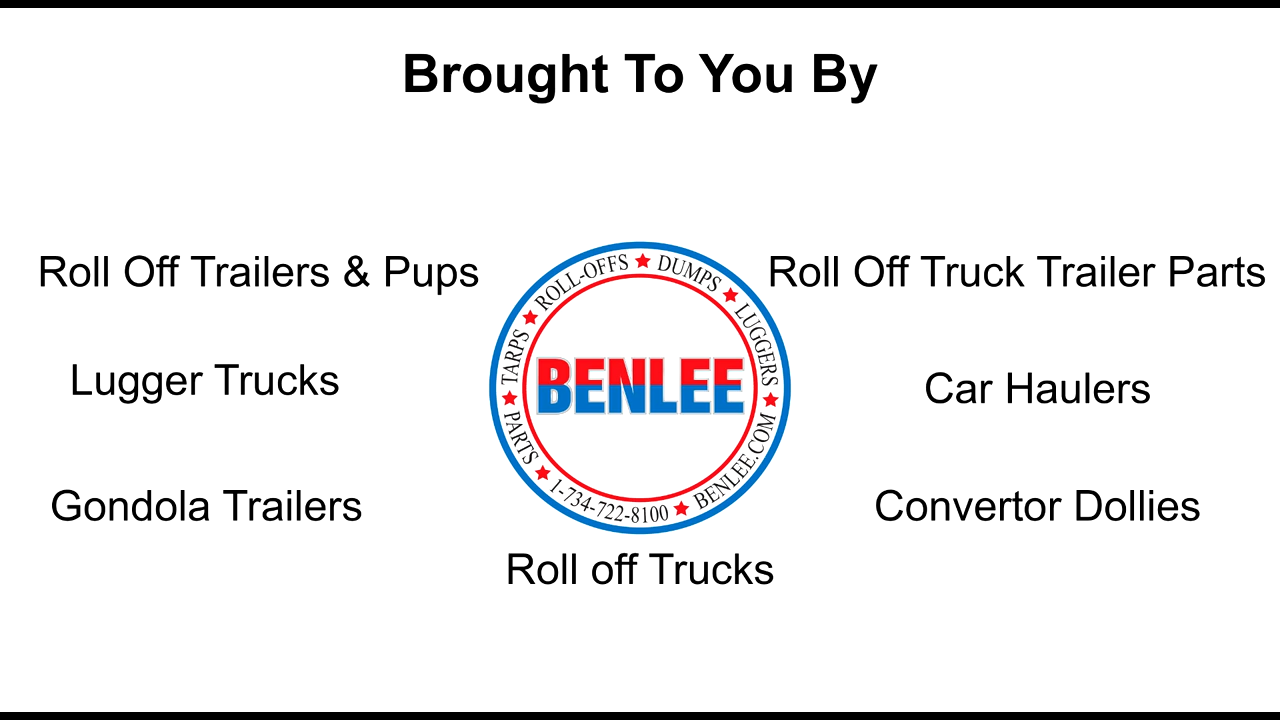 Brought To You By
Roll Off Trailers & Pups
Roll Off Truck Trailer Parts
Lugger Trucks
Car Haulers
Gondola Trailers
Convertor Dollies
Roll off Trucks
BENLEE
PARTS ★ TARPS ★ ROLL-OFFS ★ DUMPS ★ LUGGERS ★
1-734-722-8100 ★ BENLEE.COM